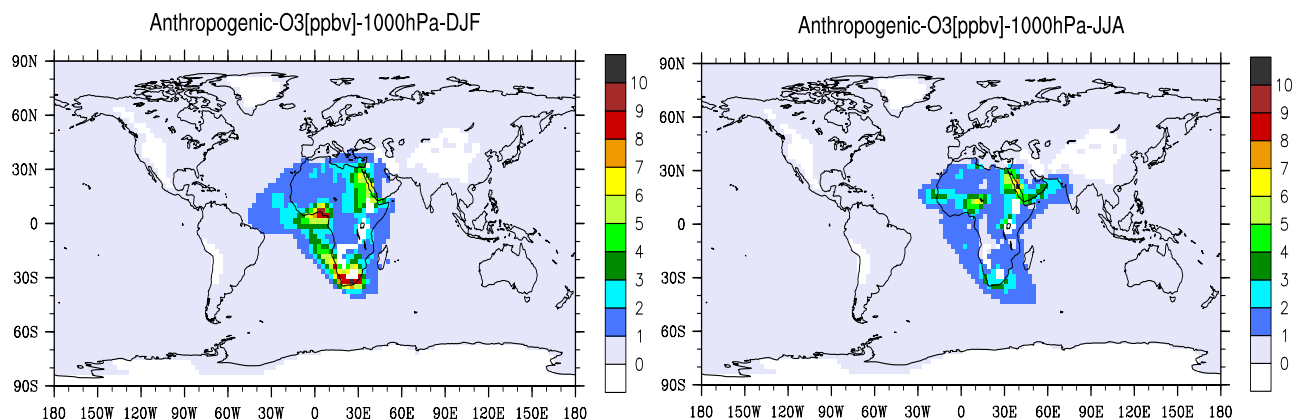 Anthropogenic-O3[ppbv]-1000hPa-DJF
90N
60N
30N
0
30S
60S
90S
180 150W 120W 90W 60W 30W 0 30E 60E 90E 120E 150E 180
10
9
8
7
6
5
4
3
2
1
0
Anthropogenic-O3[ppbv]-1000hPa-JJA
90N
60N
30N
0
30S
60S
90S
180 150W 120W 90W 60W 30W 0 30E 60E 90E 120E 150E 180
10
9
8
7
6
5
4
3
2
1
0